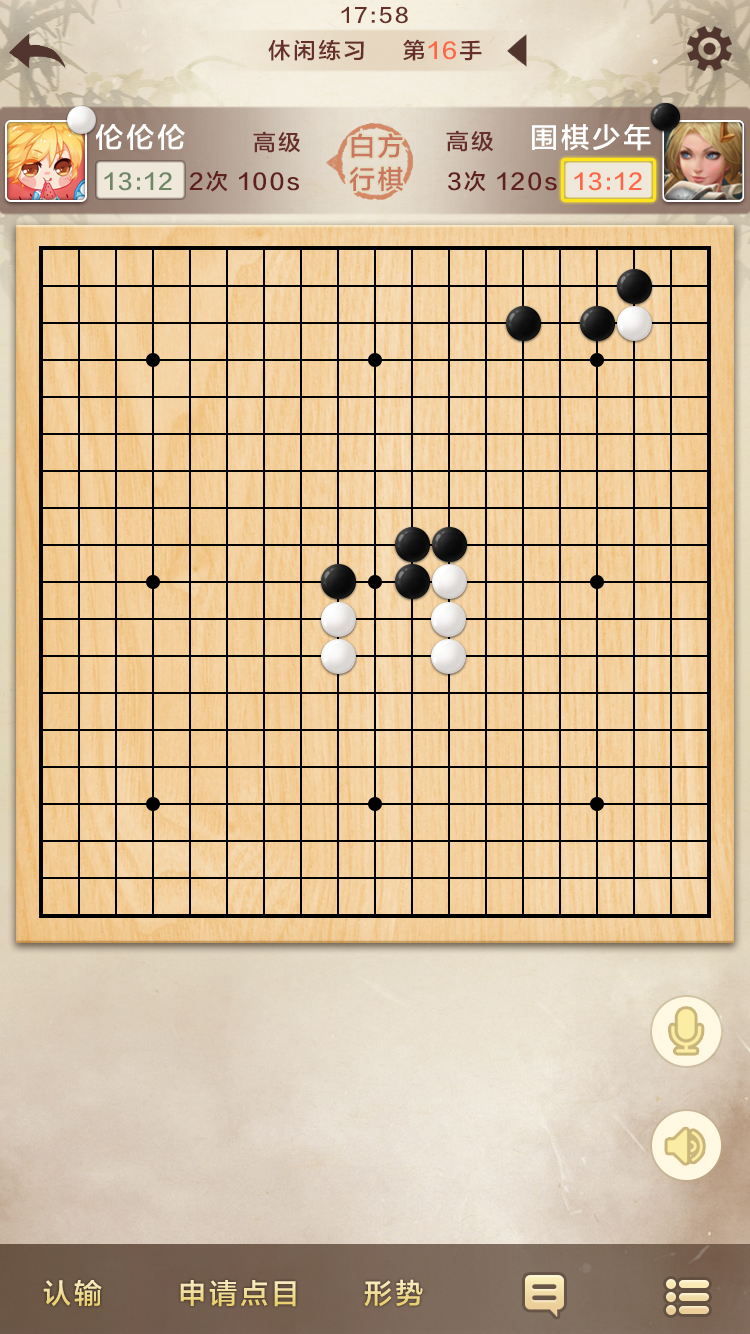 17:58
休闲练习 第16手
伦伦伦 高级 白方 高级 围棋少年
13:12 2次 100s 行棋 3次 120s 13:12
认输 申请点目 形势